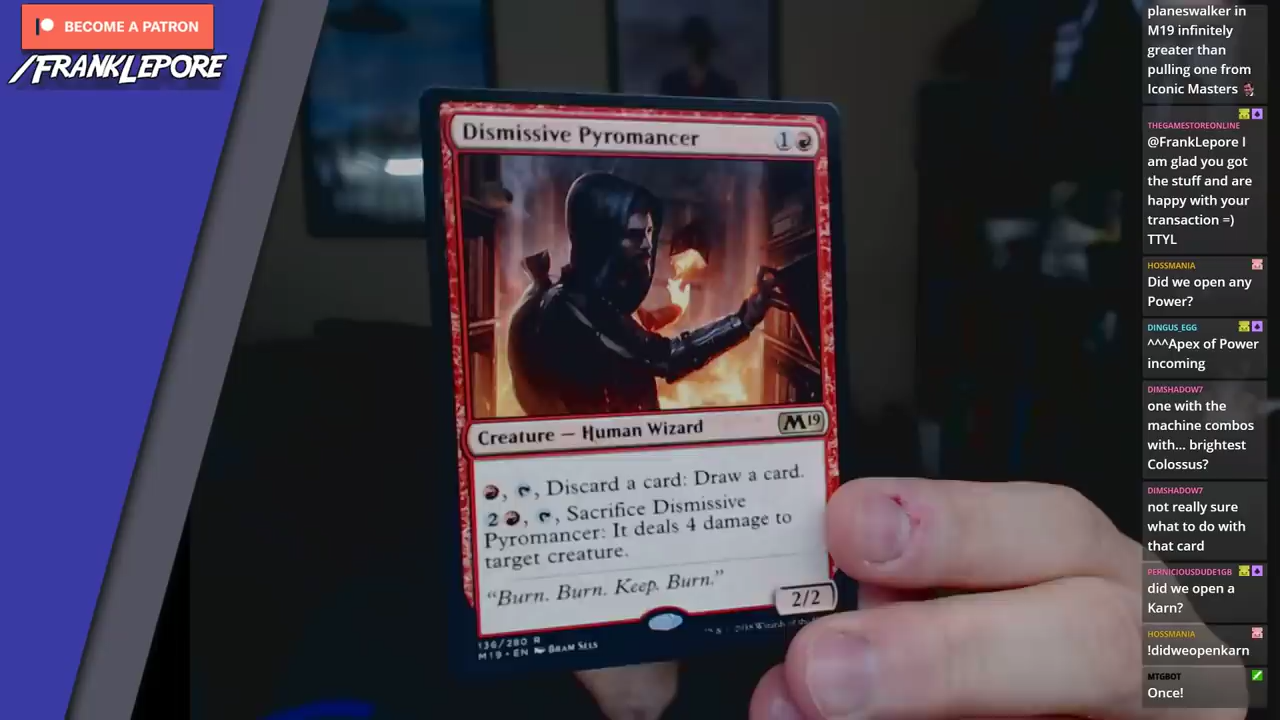 BECOME A PATRON
/FRANKLEPORE
Dismissive Pyromancer 1
Creature — Human Wizard M19
, , Discard a card: Draw a card.
2 , , Sacrifice Dismissive
Pyromancer: It deals 4 damage to
target creature.
“Burn. Burn. Keep. Burn.”
2/2
136/280 R
M19 • EN BRAM SELS
planeswalker in
M19 infinitely
greater than
pulling one from
Iconic Masters
THEGAMESTOREONLINE
@FrankLepore I
am glad you got
the stuff and are
happy with your
transaction =)
TTYL
HOSSMANIA
Did we open any
Power?
DINGUS_EGG
^^^Apex of Power
incoming
DIMSHADOW7
one with the
machine combos
with... brightest
Colossus?
DIMSHADOW7
not really sure
what to do with
that card
PERNICIOUSDUDE1GB
did we open a
Karn?
HOSSMANIA
!didweopenkarn
MTGBOT
Once!